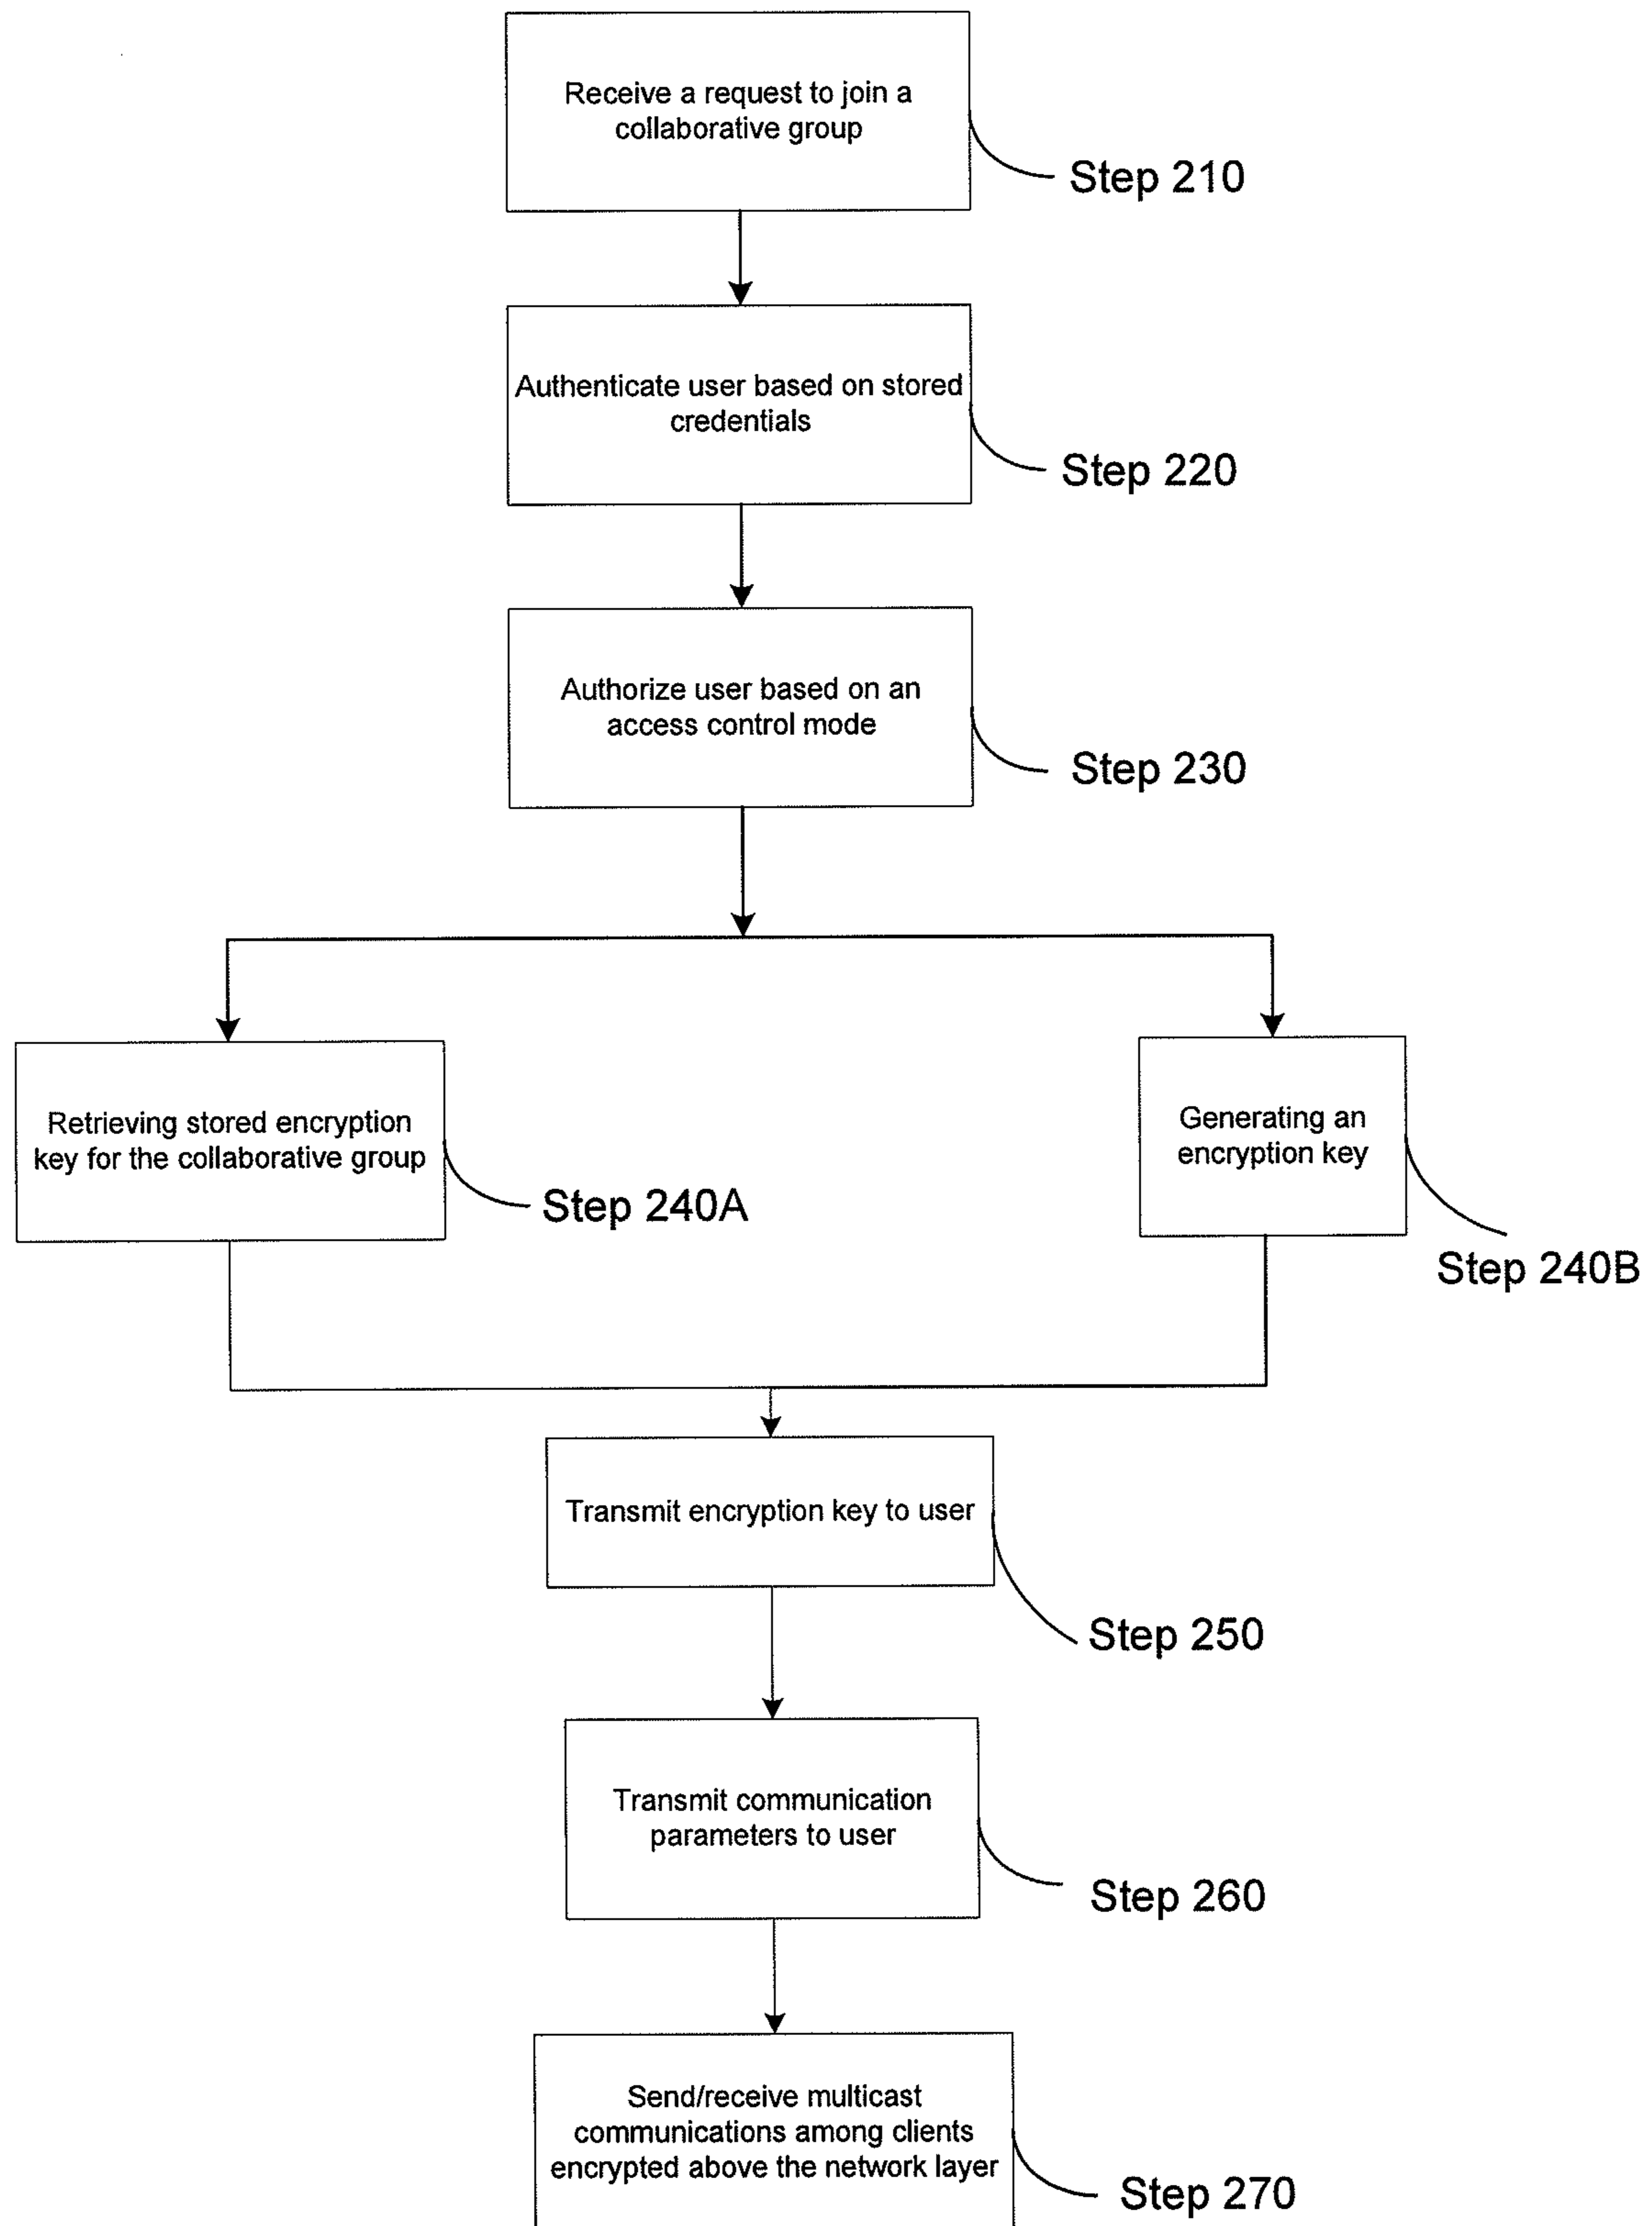 Receive a request to join a
collaborative group
Step 210
Authenticate user based on stored
credentials
Step 220
Authorize user based on an
access control mode
Step 230
Retrieving stored encryption
key for the collaborative group
Step 240A
Generating an
encryption key
Step 240B
Transmit encryption key to user
Step 250
Transmit communication
parameters to user
Step 260
Send/receive multicast
communications among clients
encrypted above the network layer
Step 270